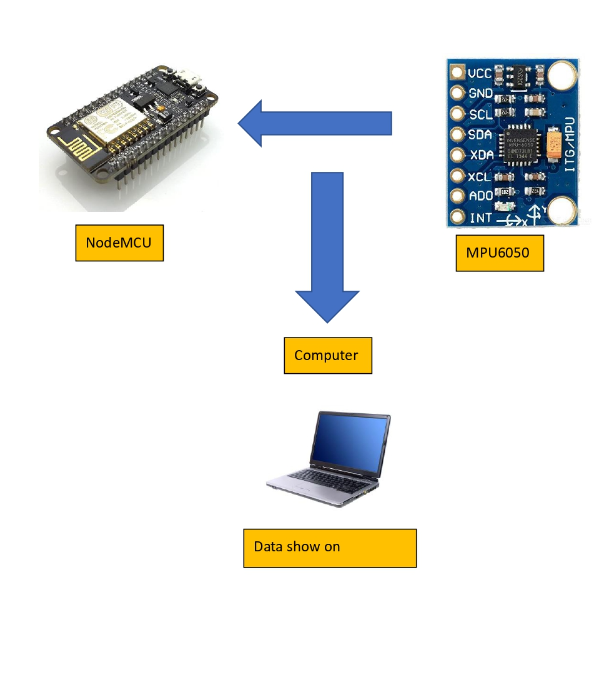 VCC
GND
SCL
SDA
XDA
XCL
ADO
INT
ITG/MPU
NodeMCU
MPU6050
Computer
Data show on